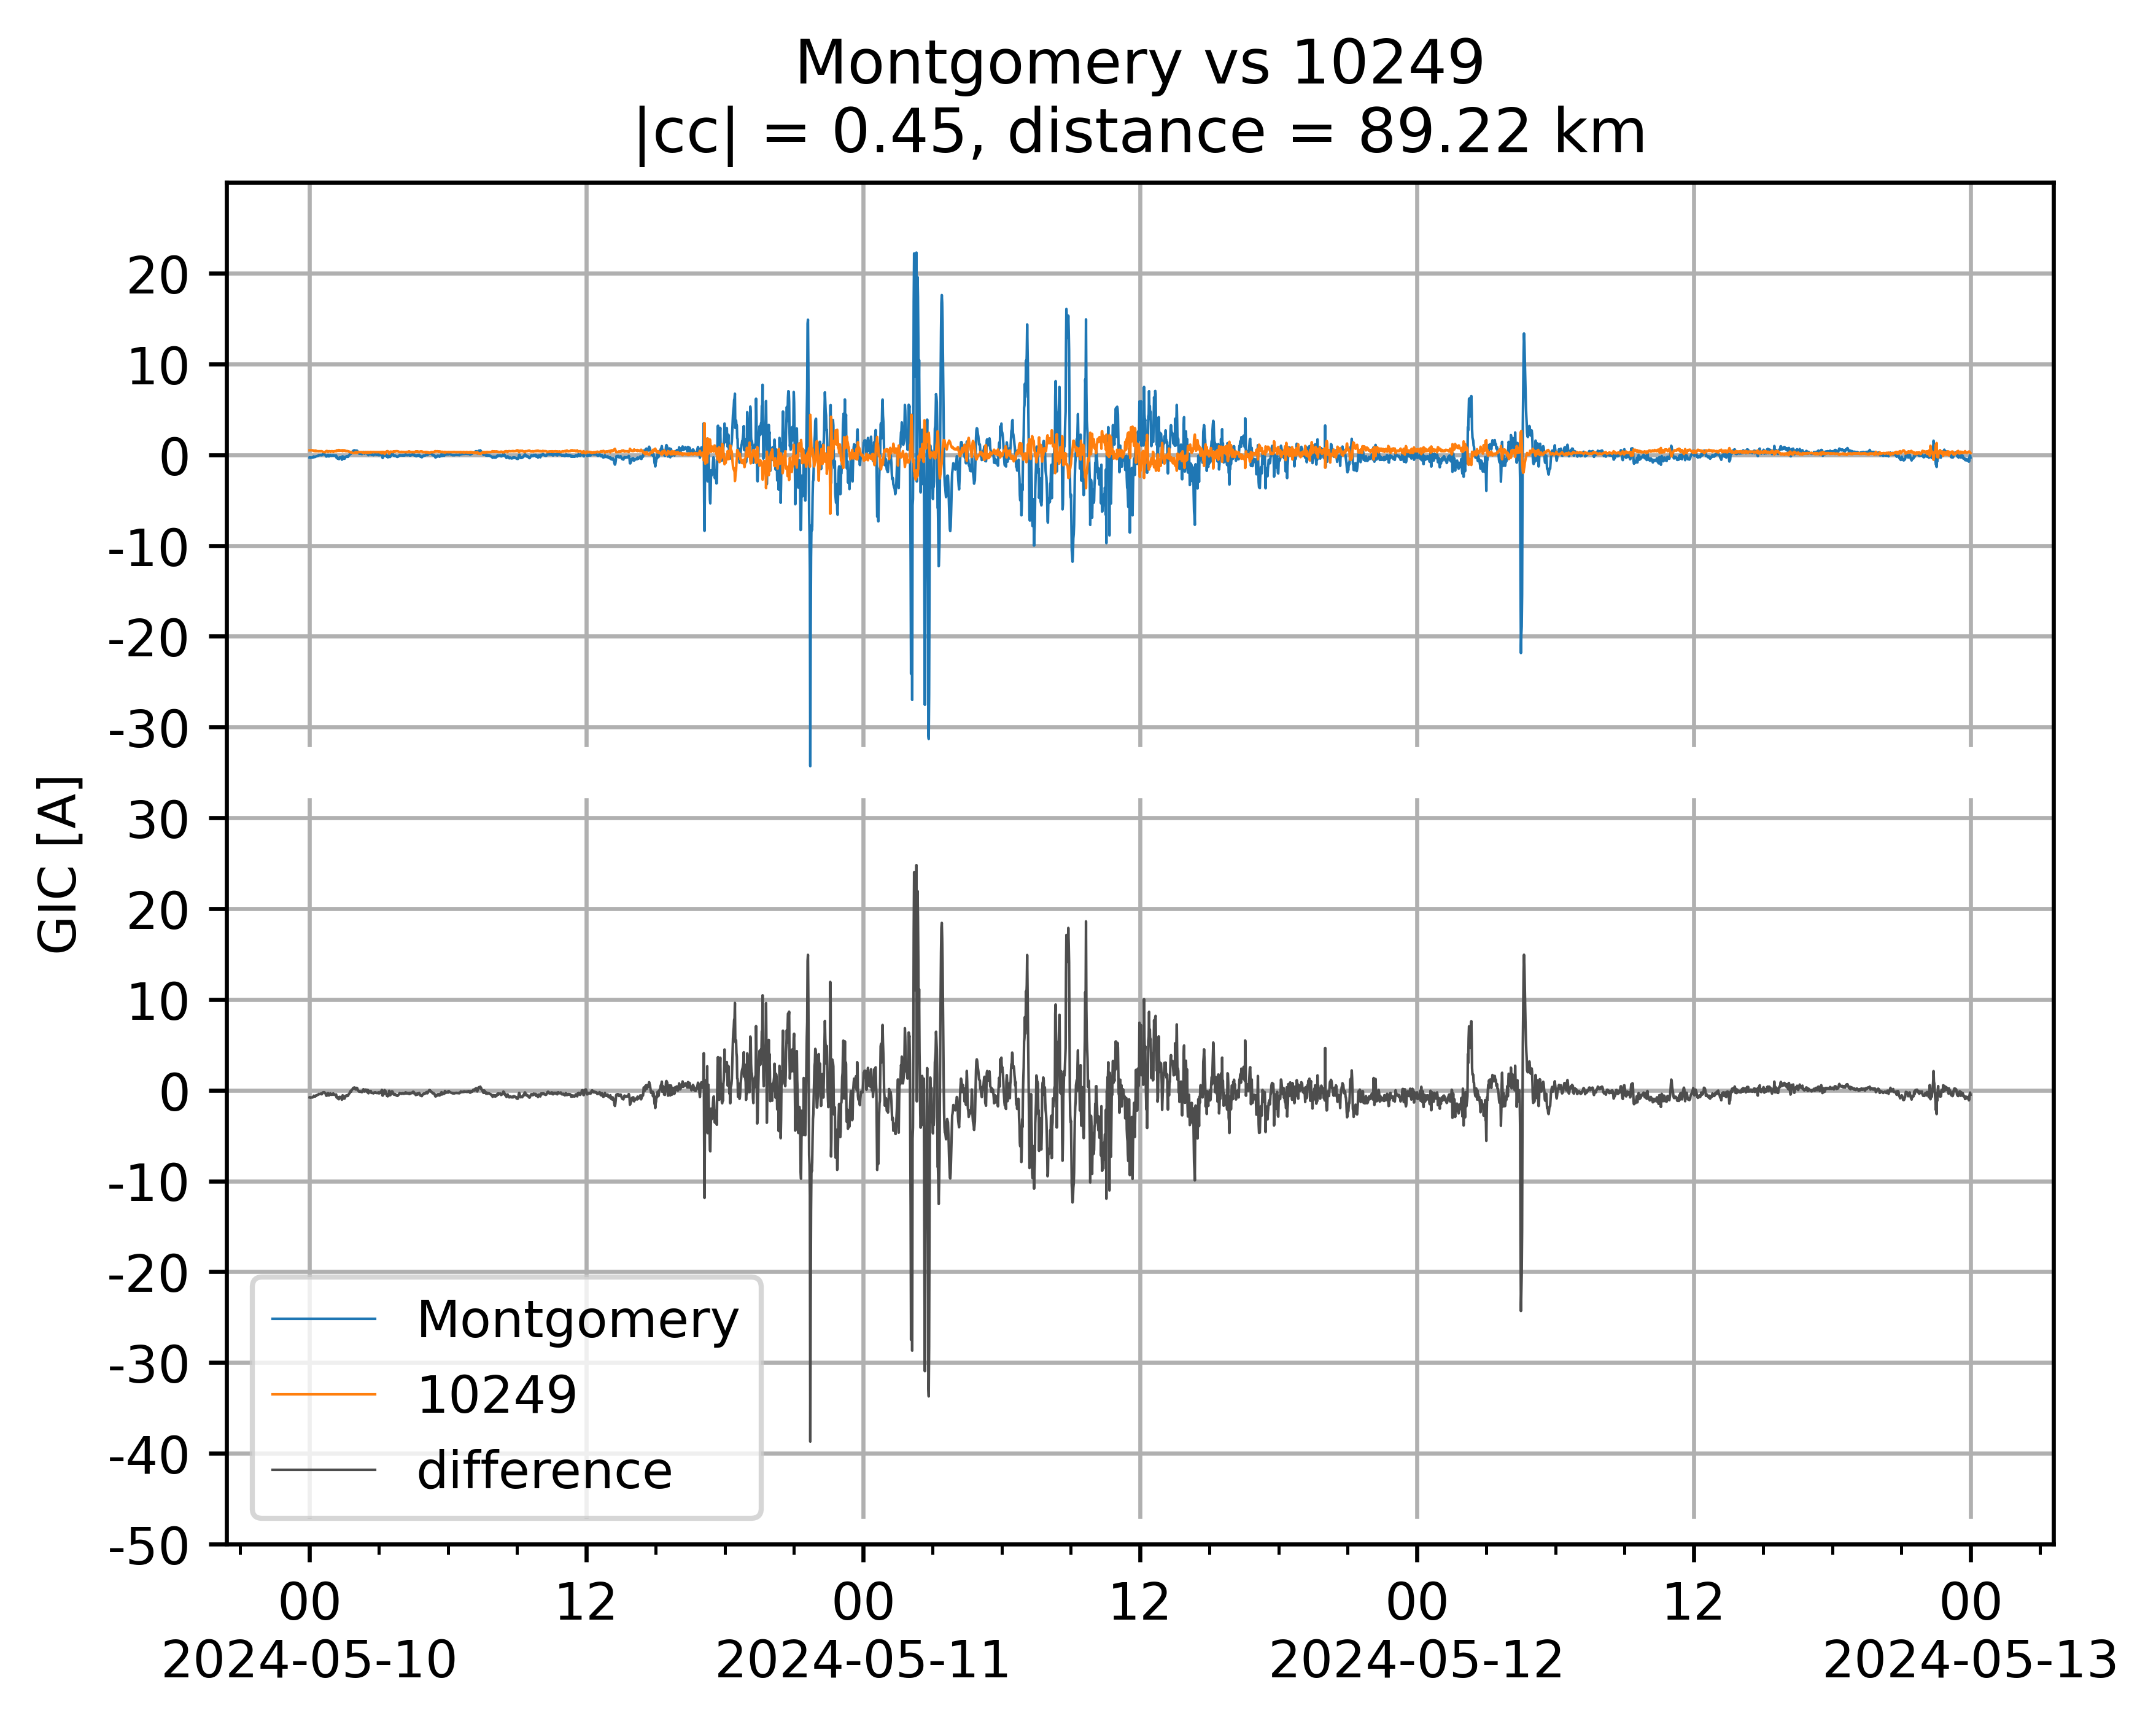 Montgomery vs 10249
|cc| = 0.45, distance = 89.22 km
GIC [A]
20
10
0
-10
-20
-30
30
20
10
0
-10
-20
-30
-40
-50
Montgomery
10249
difference
00 12 00 12 00 12 00
2024-05-10 2024-05-11 2024-05-12 2024-05-13